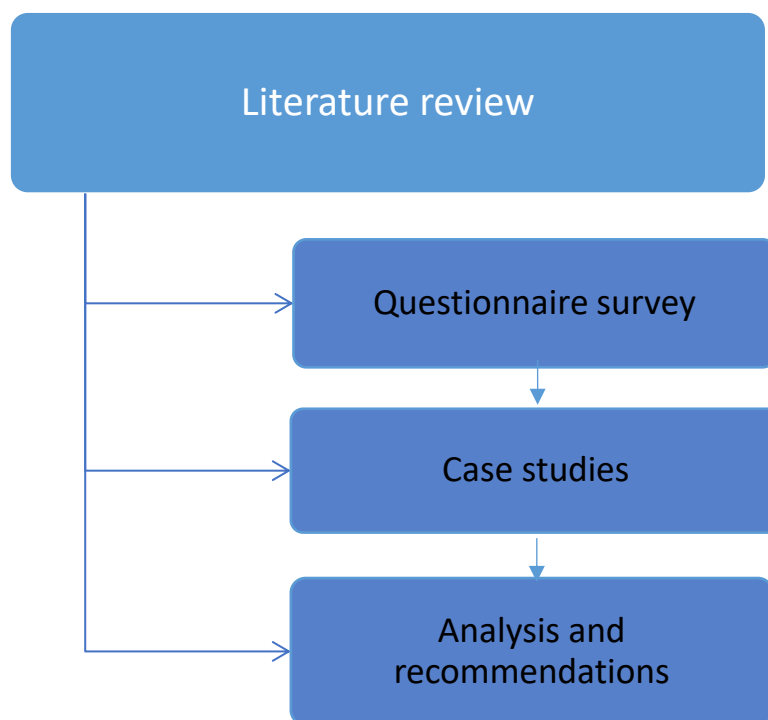 Literature review
Questionnaire survey
Case studies
Analysis and
recommendations